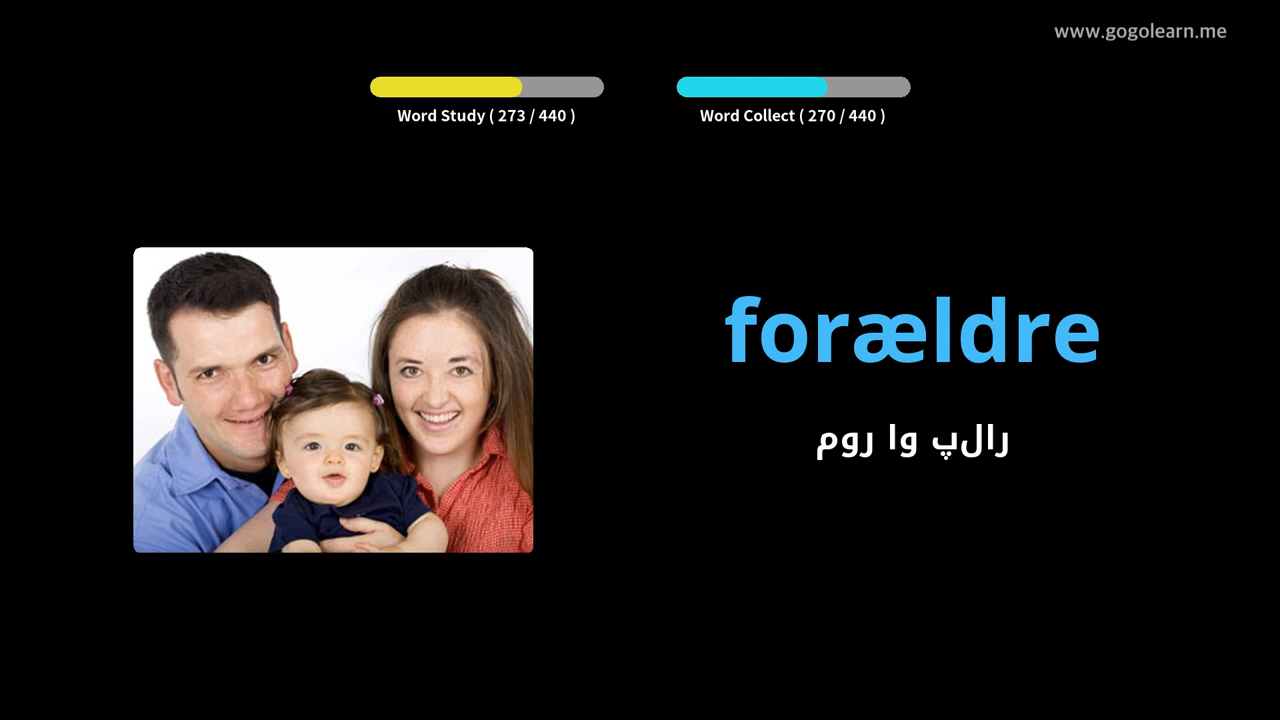 www.gogolearn.me
Word Study ( 273 / 440 )
Word Collect ( 270 / 440 )
forældre
رالپ وا روم